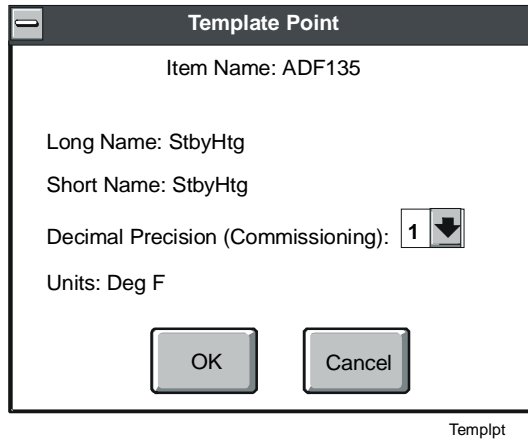 Template Point
Item Name: ADF135
Long Name: StbyHtg
Short Name: StbyHtg
Decimal Precision (Commissioning): 1
Units: Deg F
OK Cancel
Templpt